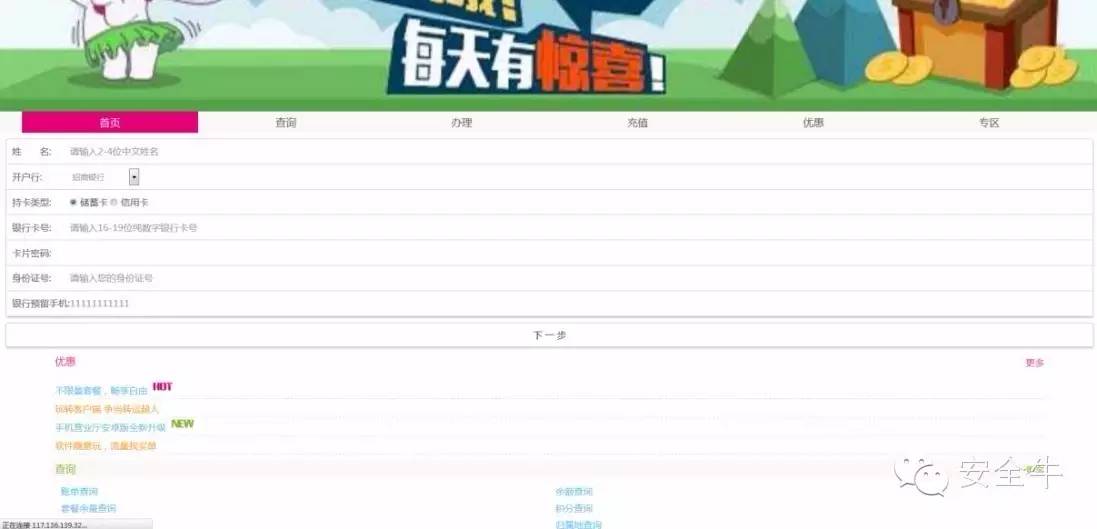 每天有惊喜!
首页 查询 办理 充值 优惠 专区
姓 名: 请输入2-4位中文姓名
开户行: 招商银行
持卡类型: 储蓄卡 信用卡
银行卡号: 请输入16-19位纯数字银行卡号
卡片密码:
身份证号: 请输入您的身份证号
银行预留手机:11111111111
下一步
优惠 更多
不限量套餐,畅享自由 HOT
玩转客户端 争当转运超人
手机营业厅安卓版全新升级 NEW
软件随意玩,流量我买单
查询
安全牛
账单查询 余额查询
套餐余量查询 积分查询
归属地查询
正在连接 117.136.139.32...